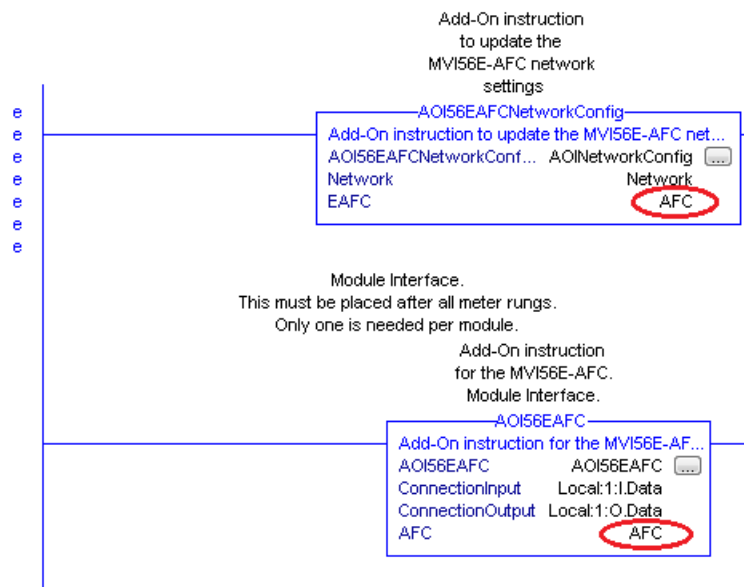 Add-On instruction
to update the
MVI56E-AFC network
settings
e
AOI56EAFCNetworkConfig
e
Add-On instruction to update the MVI56E-AFC net...
e
AOI56EAFCNetworkConf... AOINetworkConfig ...
e
Network Network
e
EAFC AFC
e
e
Module Interface.
This must be placed after all meter rungs.
Only one is needed per module.
Add-On instruction
for the MVI56E-AFC.
Module Interface.
AOI56EAFC
Add-On instruction for the MVI56E-AF...
AOI56EAFC AOI56EAFC ...
ConnectionInput Local:1:I.Data
ConnectionOutput Local:1:O.Data
AFC AFC